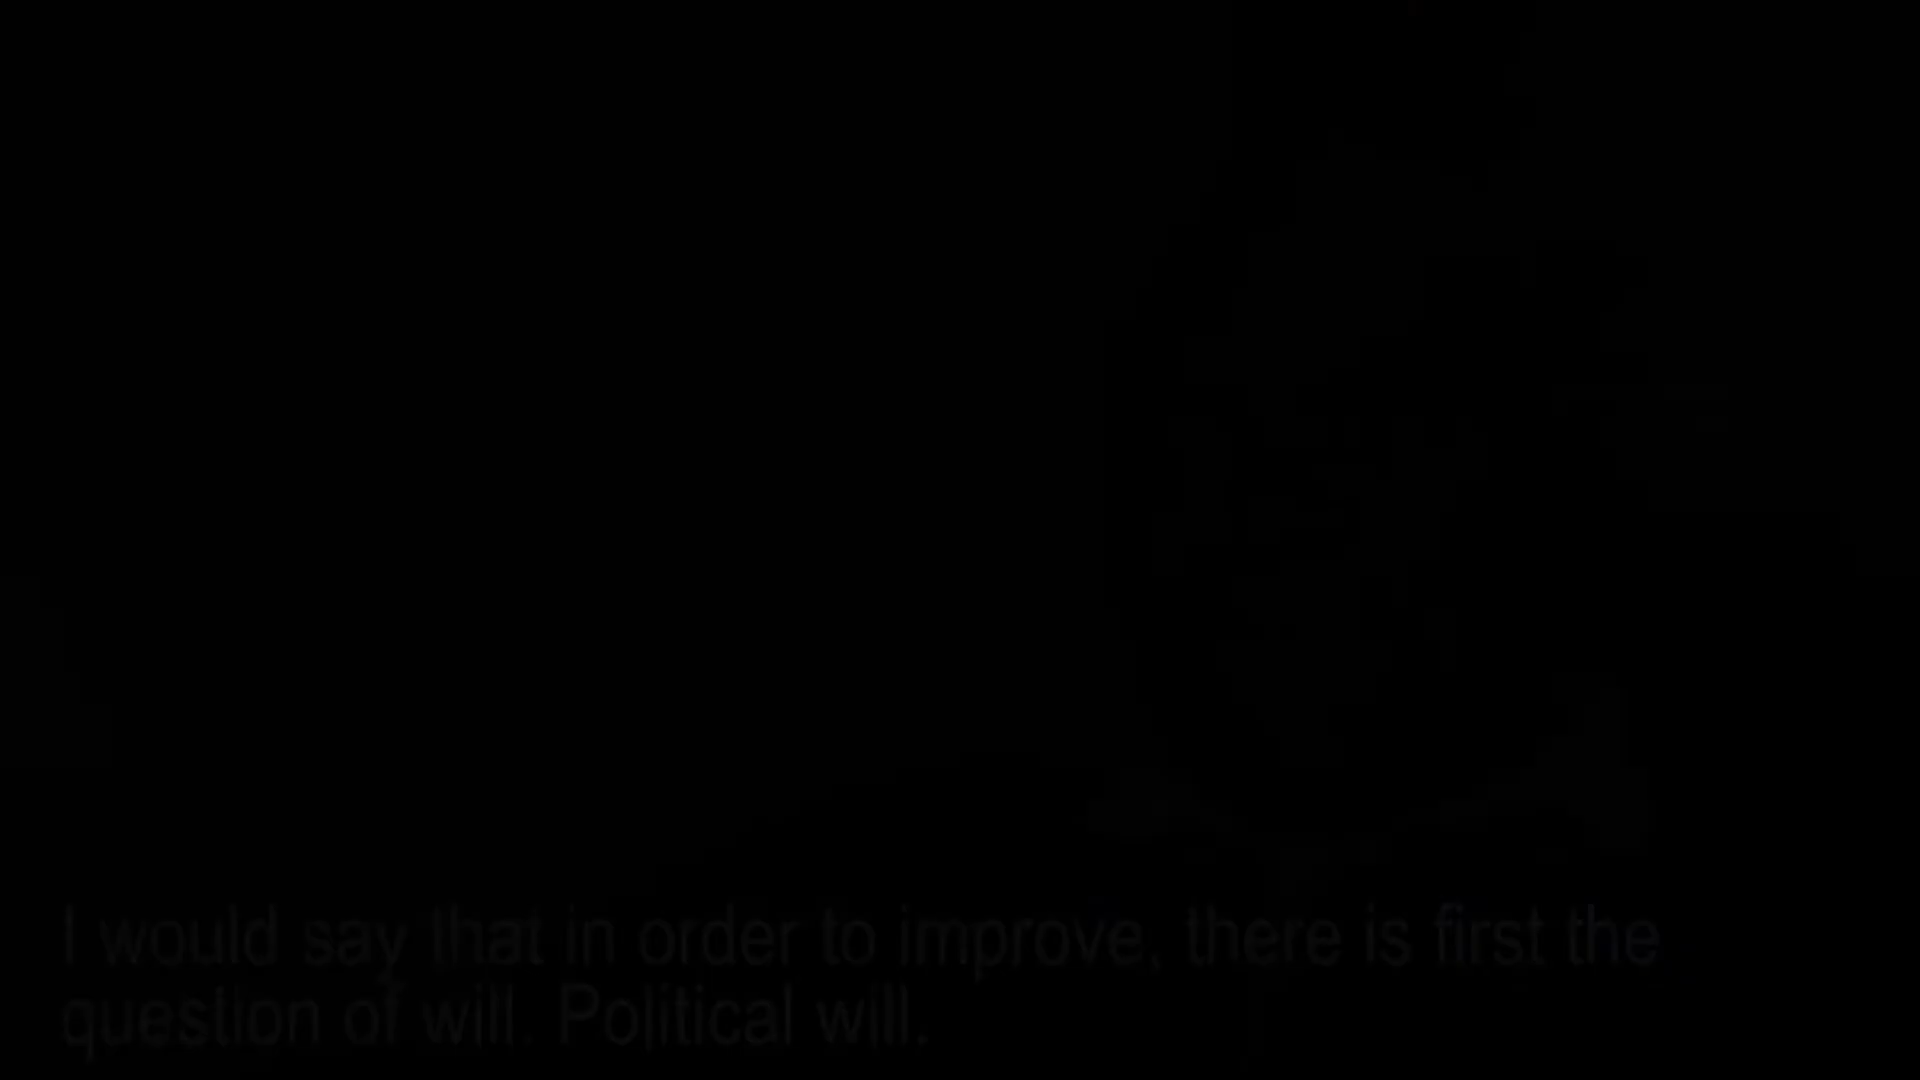 I would say that in order to improve, there is first the
question of will. Political will.